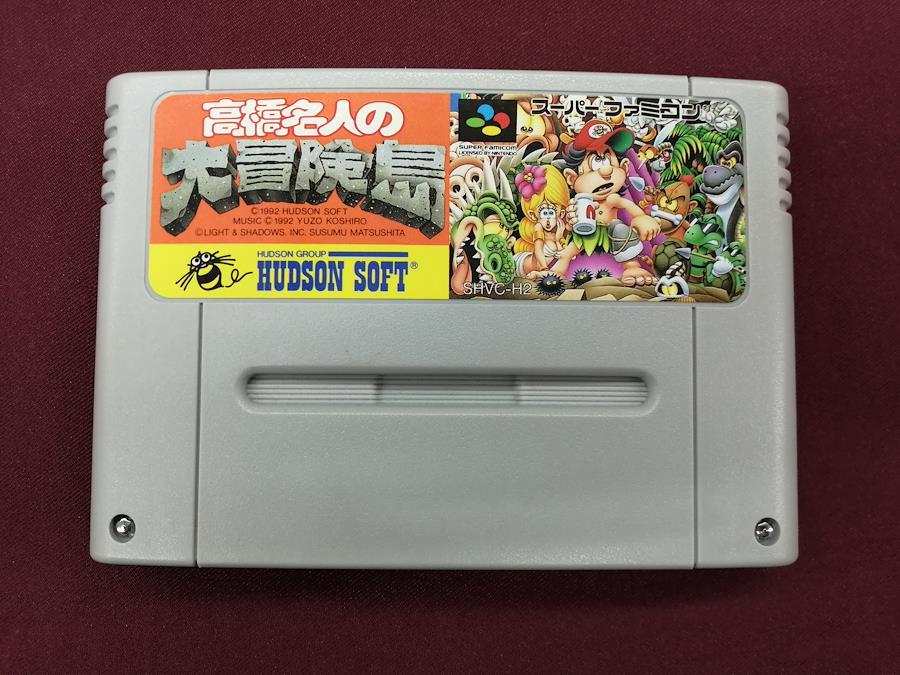 高橋名人の
大冒険島
©1992 HUDSON SOFT
MUSIC ©1992 YUZO KOSHIRO
©LIGHT & SHADOWS. INC. SUSUMU MATSUSHITA
HUDSON GROUP
HUDSON SOFT®
スーパーファミコン
SUPER FAMICOM
LICENSED BY NINTENDO
SHVC-H2